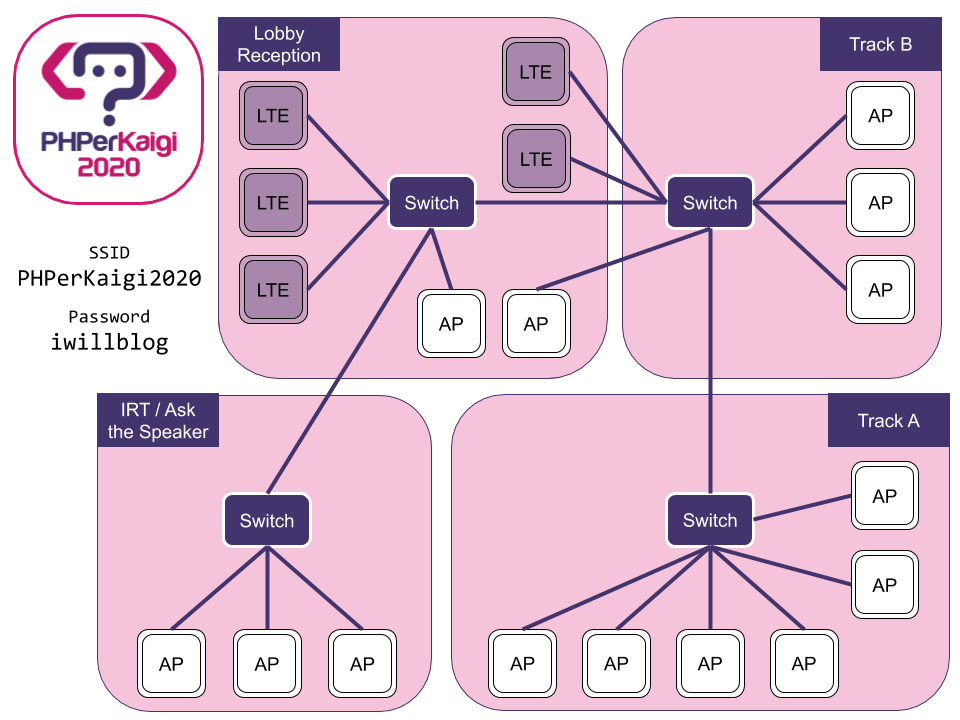 PHPerKaigi
2020
SSID
PHPerKaigi2020
Password
iwillblog
Lobby
Reception
LTE
LTE
LTE
LTE
LTE
Switch
AP
AP
Track B
Switch
AP
AP
AP
IRT / Ask
the Speaker
Switch
AP
AP
AP
Track A
Switch
AP
AP
AP
AP
AP
AP